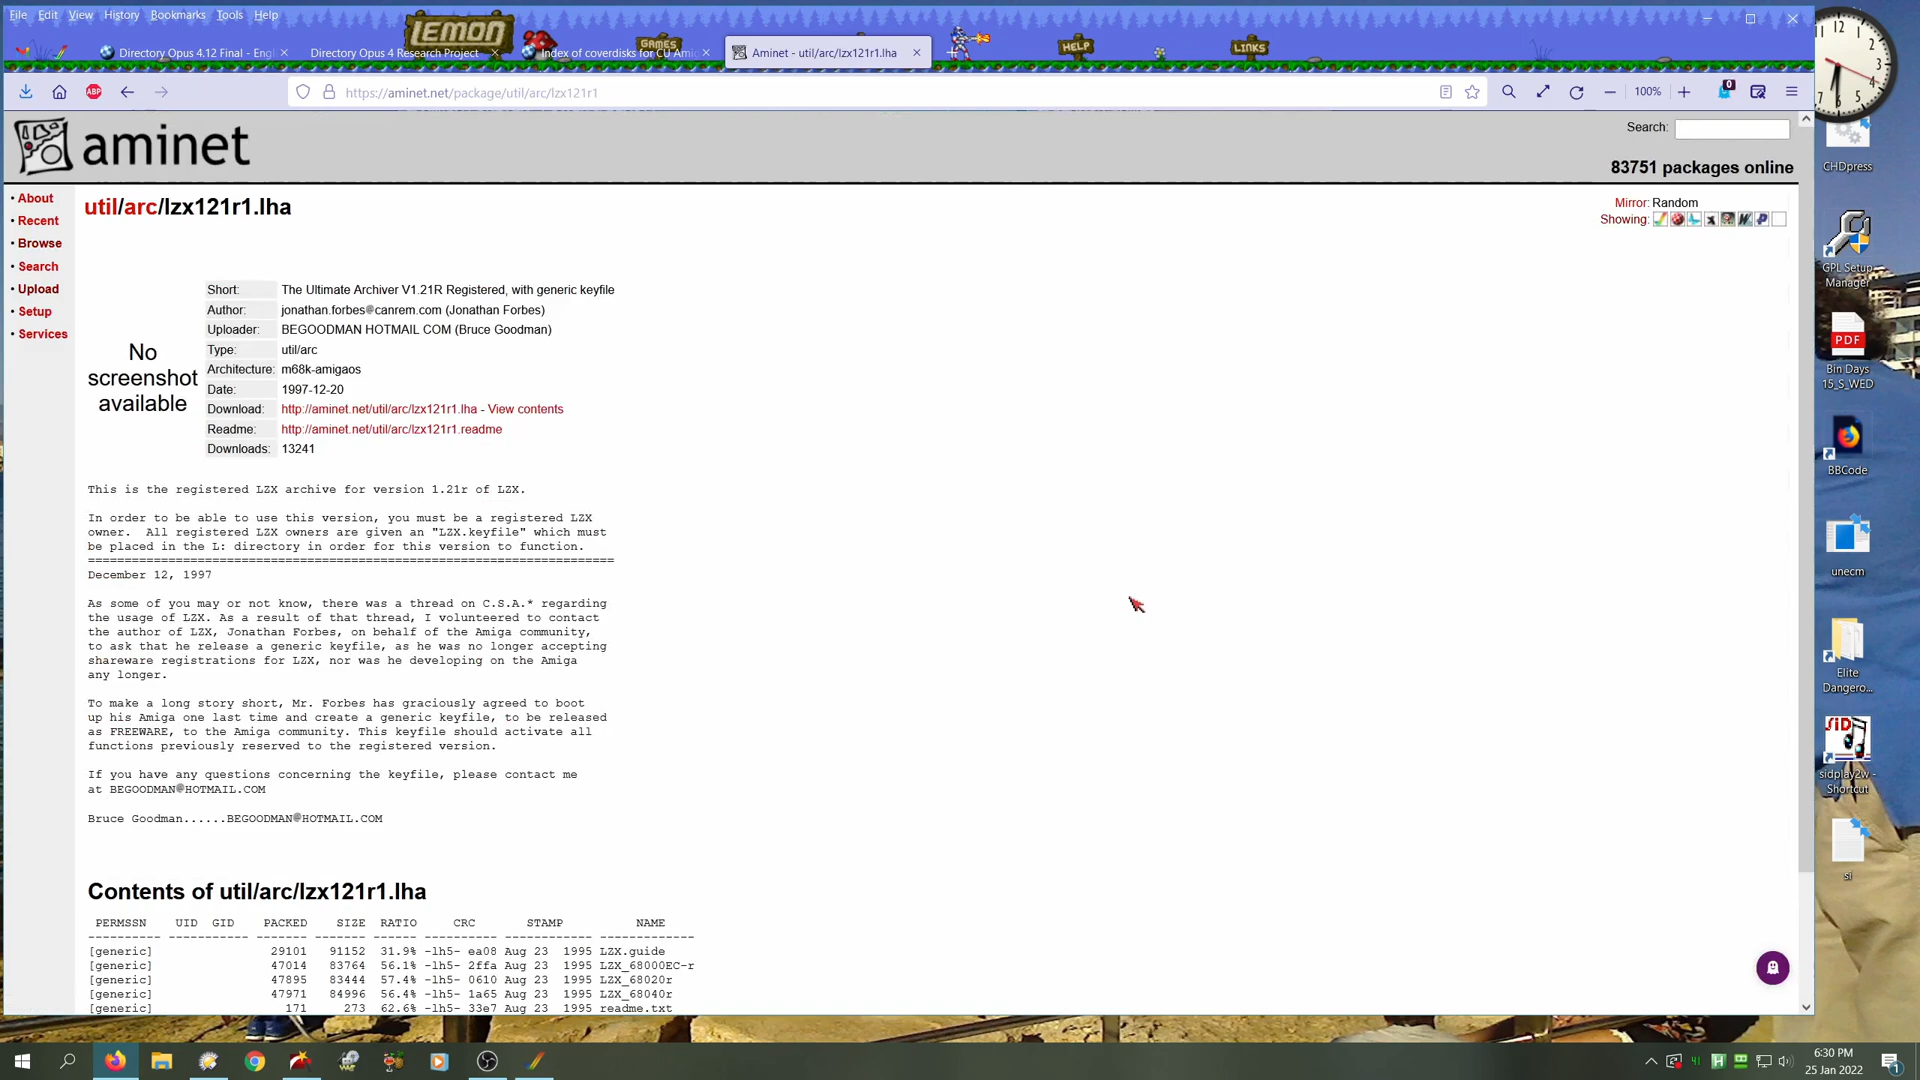 File Edit View History Bookmarks Tools Help
LEMON
GAMES
HELP
LINKS
Directory Opus 4.12 Final - Engl
Directory Opus 4 Research Project
Index of coverdisks for CU Ami
Aminet - util/arc/lzx121r1.lha
ABP
https://aminet.net/package/util/arc/lzx121r1
100%
0
aminet
Search:
83751 packages online
• About
• Recent
• Browse
• Search
• Upload
• Setup
• Services
util/arc/lzx121r1.lha
Mirror: Random
Showing:
No screenshot available
Short: The Ultimate Archiver V1.21R Registered, with generic keyfile
Author: jonathan.forbes@canrem.com (Jonathan Forbes)
Uploader: BEGOODMAN HOTMAIL COM (Bruce Goodman)
Type: util/arc
Architecture: m68k-amigaos
Date: 1997-12-20
Download: http://aminet.net/util/arc/lzx121r1.lha - View contents
Readme: http://aminet.net/util/arc/lzx121r1.readme
Downloads: 13241
This is the registered LZX archive for version 1.21r of LZX.
In order to be able to use this version, you must be a registered LZX
owner. All registered LZX owners are given an "LZX.keyfile" which must
be placed in the L: directory in order for this version to function.
========================================================================
December 12, 1997
As some of you may or not know, there was a thread on C.S.A.* regarding
the usage of LZX. As a result of that thread, I volunteered to contact
the author of LZX, Jonathan Forbes, on behalf of the Amiga community,
to ask that he release a generic keyfile, as he was no longer accepting
shareware registrations for LZX, nor was he developing on the Amiga
any longer.
To make a long story short, Mr. Forbes has graciously agreed to boot
up his Amiga one last time and create a generic keyfile, to be released
as FREEWARE, to the Amiga community. This keyfile should activate all
functions previously reserved to the registered version.
If you have any questions concerning the keyfile, please contact me
at BEGOODMAN@HOTMAIL.COM
Bruce Goodman......BEGOODMAN@HOTMAIL.COM
Contents of util/arc/lzx121r1.lha
PERMSSN UID GID PACKED SIZE RATIO CRC STAMP NAME
---------- ----------- ------- ------- ------ ---------- ------------ -------------
[generic] 29101 91152 31.9% -lh5- ea08 Aug 23 1995 LZX.guide
[generic] 47014 83764 56.1% -lh5- 2ffa Aug 23 1995 LZX_68000EC-r
[generic] 47895 83444 57.4% -lh5- 0610 Aug 23 1995 LZX_68020r
[generic] 47971 84996 56.4% -lh5- 1a65 Aug 23 1995 LZX_68040r
[generic] 171 273 62.6% -lh5- 33e7 Aug 23 1995 readme.txt
CHDpress
GPL Setup
Manager
PDF
Bin Days
15_S_WED
BBCode
unecm
Elite
Dangero...
SiD
sidplay2w -
Shortcut
si
41
6:30 PM
25 Jan 2022
1